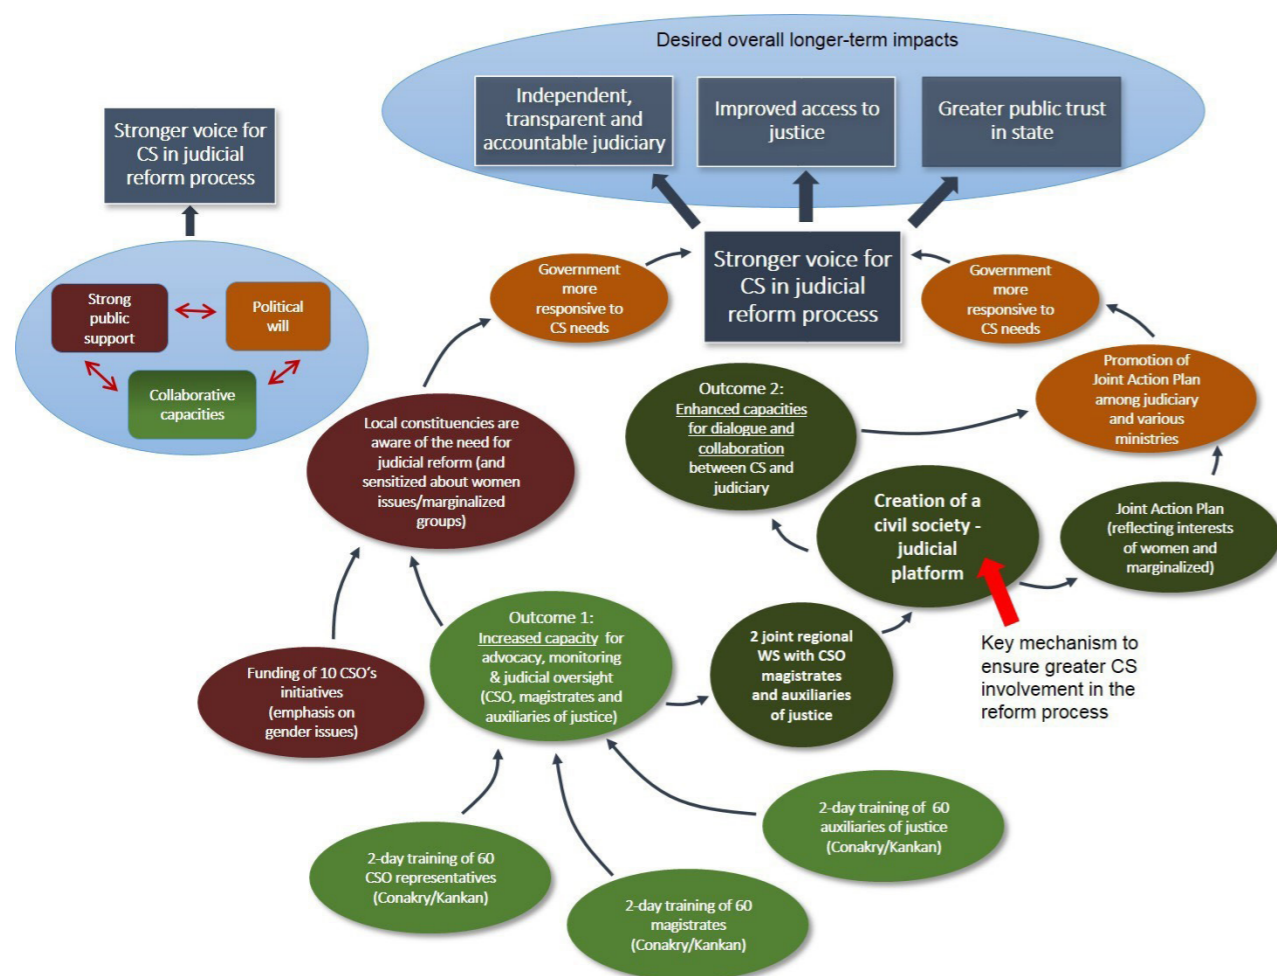 Desired overall longer-term impacts
Independent,
transparent and
accountable judiciary
Improved access to
justice
Greater public trust
in state
Stronger voice for
CS in judicial
reform process
Strong
public
support
Political
will
Collaborative
capacities
Government
more
responsive to
CS needs
Stronger voice for
CS in judicial
reform process
Government
more
responsive to
CS needs
Promotion of
Joint Action Plan
among judiciary
and various
ministries
Outcome 2:
Enhanced capacities
for dialogue and
collaboration
between CS and
judiciary
Local constituencies are
aware of the need for
judicial reform (and
sensitized about women
issues/marginalized
groups)
Creation of a
civil society -
judicial
platform
Joint Action Plan
(reflecting interests
of women and
marginalized)
Outcome 1:
Increased capacity for
advocacy, monitoring
& judicial oversight
(CSO, magistrates and
auxiliaries of justice)
2 joint regional
WS with CSO
magistrates
and auxiliaries
of justice
Key mechanism to
ensure greater CS
involvement in the
reform process
Funding of 10 CSO's
initiatives
(emphasis on
gender issues)
2-day training of 60
auxiliaries of justice
(Conakry/Kankan)
2-day training of 60
CSO representatives
(Conakry/Kankan)
2-day training of 60
magistrates
(Conakry/Kankan)